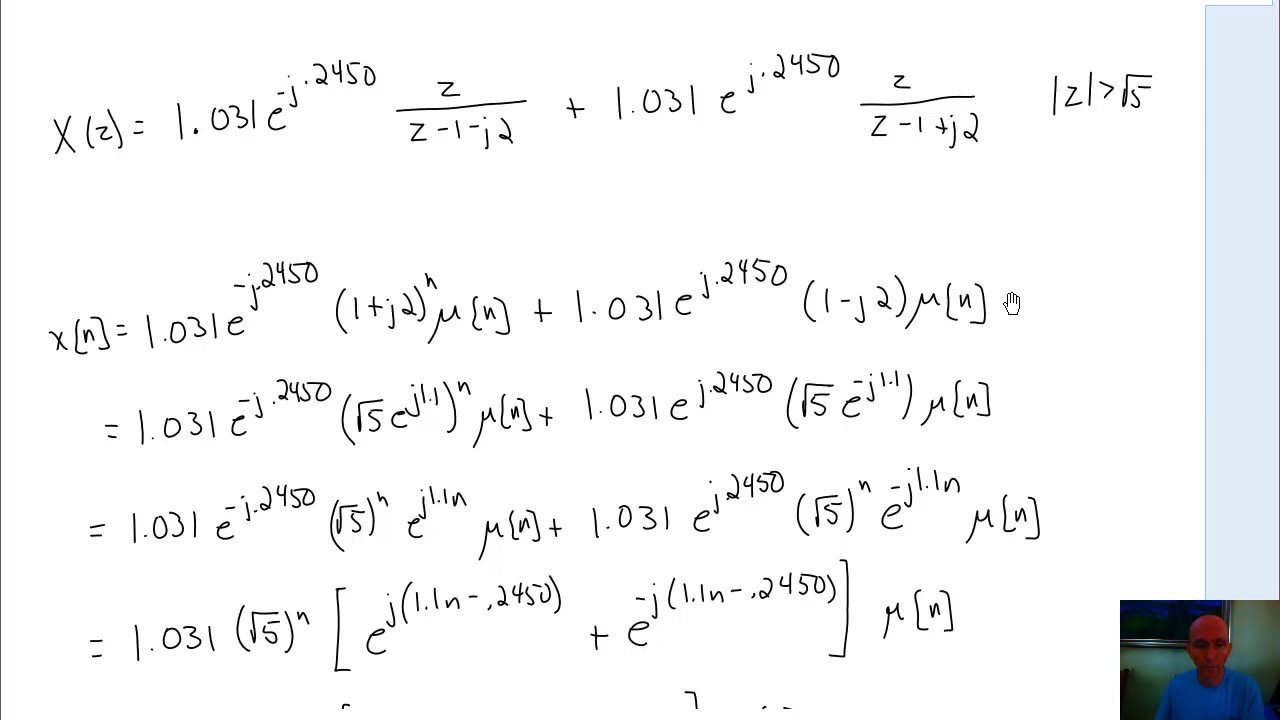 X(z) = 1.031 e^{-j.2450} z/(z-1-j2) + 1.031 e^{j.2450} z/(z-1+j2) |z|>√5
x[n] = 1.031 e^{-j.2450} (1+j2)^n μ[n] + 1.031 e^{j.2450} (1-j2) μ[n]
= 1.031 e^{-j.2450} (√5 e^{j1.1})^n μ[n] + 1.031 e^{j.2450} (√5 e^{-j1.1}) μ[n]
= 1.031 e^{-j.2450} (√5)^n e^{j1.1n} μ[n] + 1.031 e^{j.2450} (√5)^n e^{-j1.1n} μ[n]
= 1.031 (√5)^n [ e^{j(1.1n-.2450)} + e^{-j(1.1n-.2450)} ] μ[n]